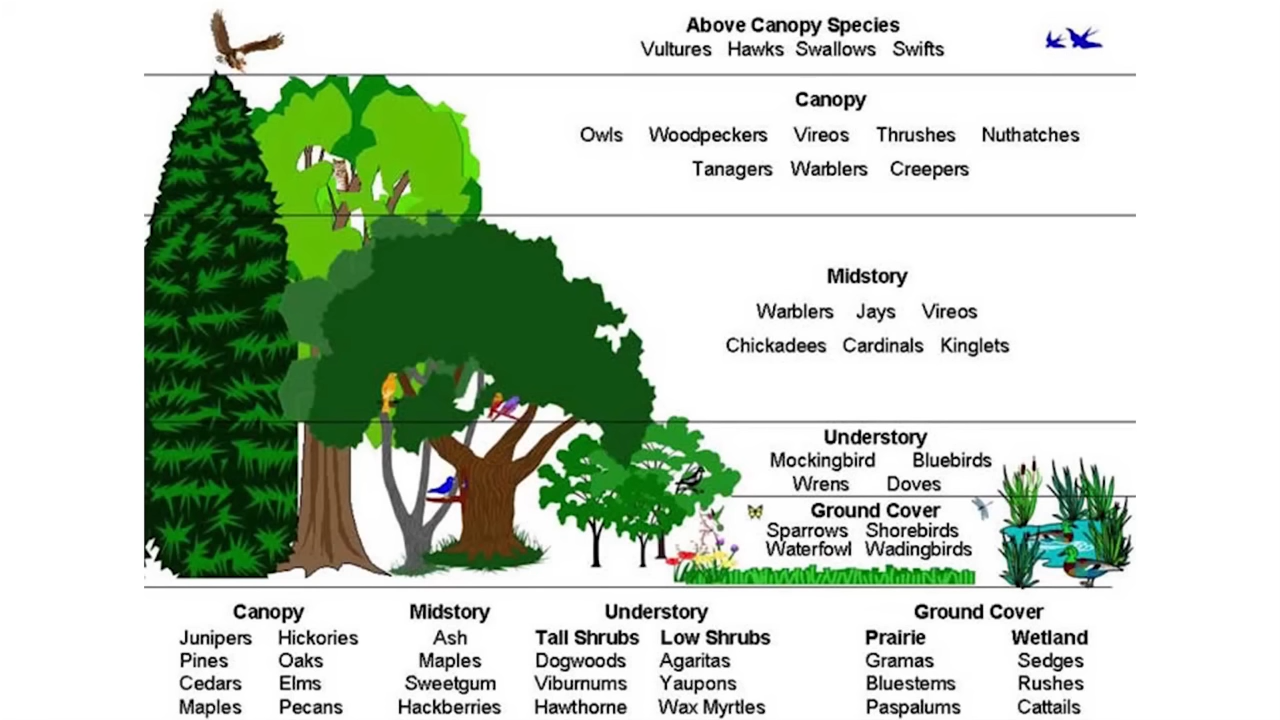 Above Canopy Species
Vultures Hawks Swallows Swifts
Canopy
Owls Woodpeckers Vireos Thrushes Nuthatches
Tanagers Warblers Creepers
Midstory
Warblers Jays Vireos
Chickadees Cardinals Kinglets
Understory
Mockingbird Bluebirds
Wrens Doves
Ground Cover
Sparrows Shorebirds
Waterfowl Wadingbirds
Canopy Midstory Understory Ground Cover
Junipers Hickories Ash Tall Shrubs Low Shrubs Prairie Wetland
Pines Oaks Maples Dogwoods Agaritas Gramas Sedges
Cedars Elms Sweetgum Viburnums Yaupons Bluestems Rushes
Maples Pecans Hackberries Hawthorne Wax Myrtles Paspalums Cattails